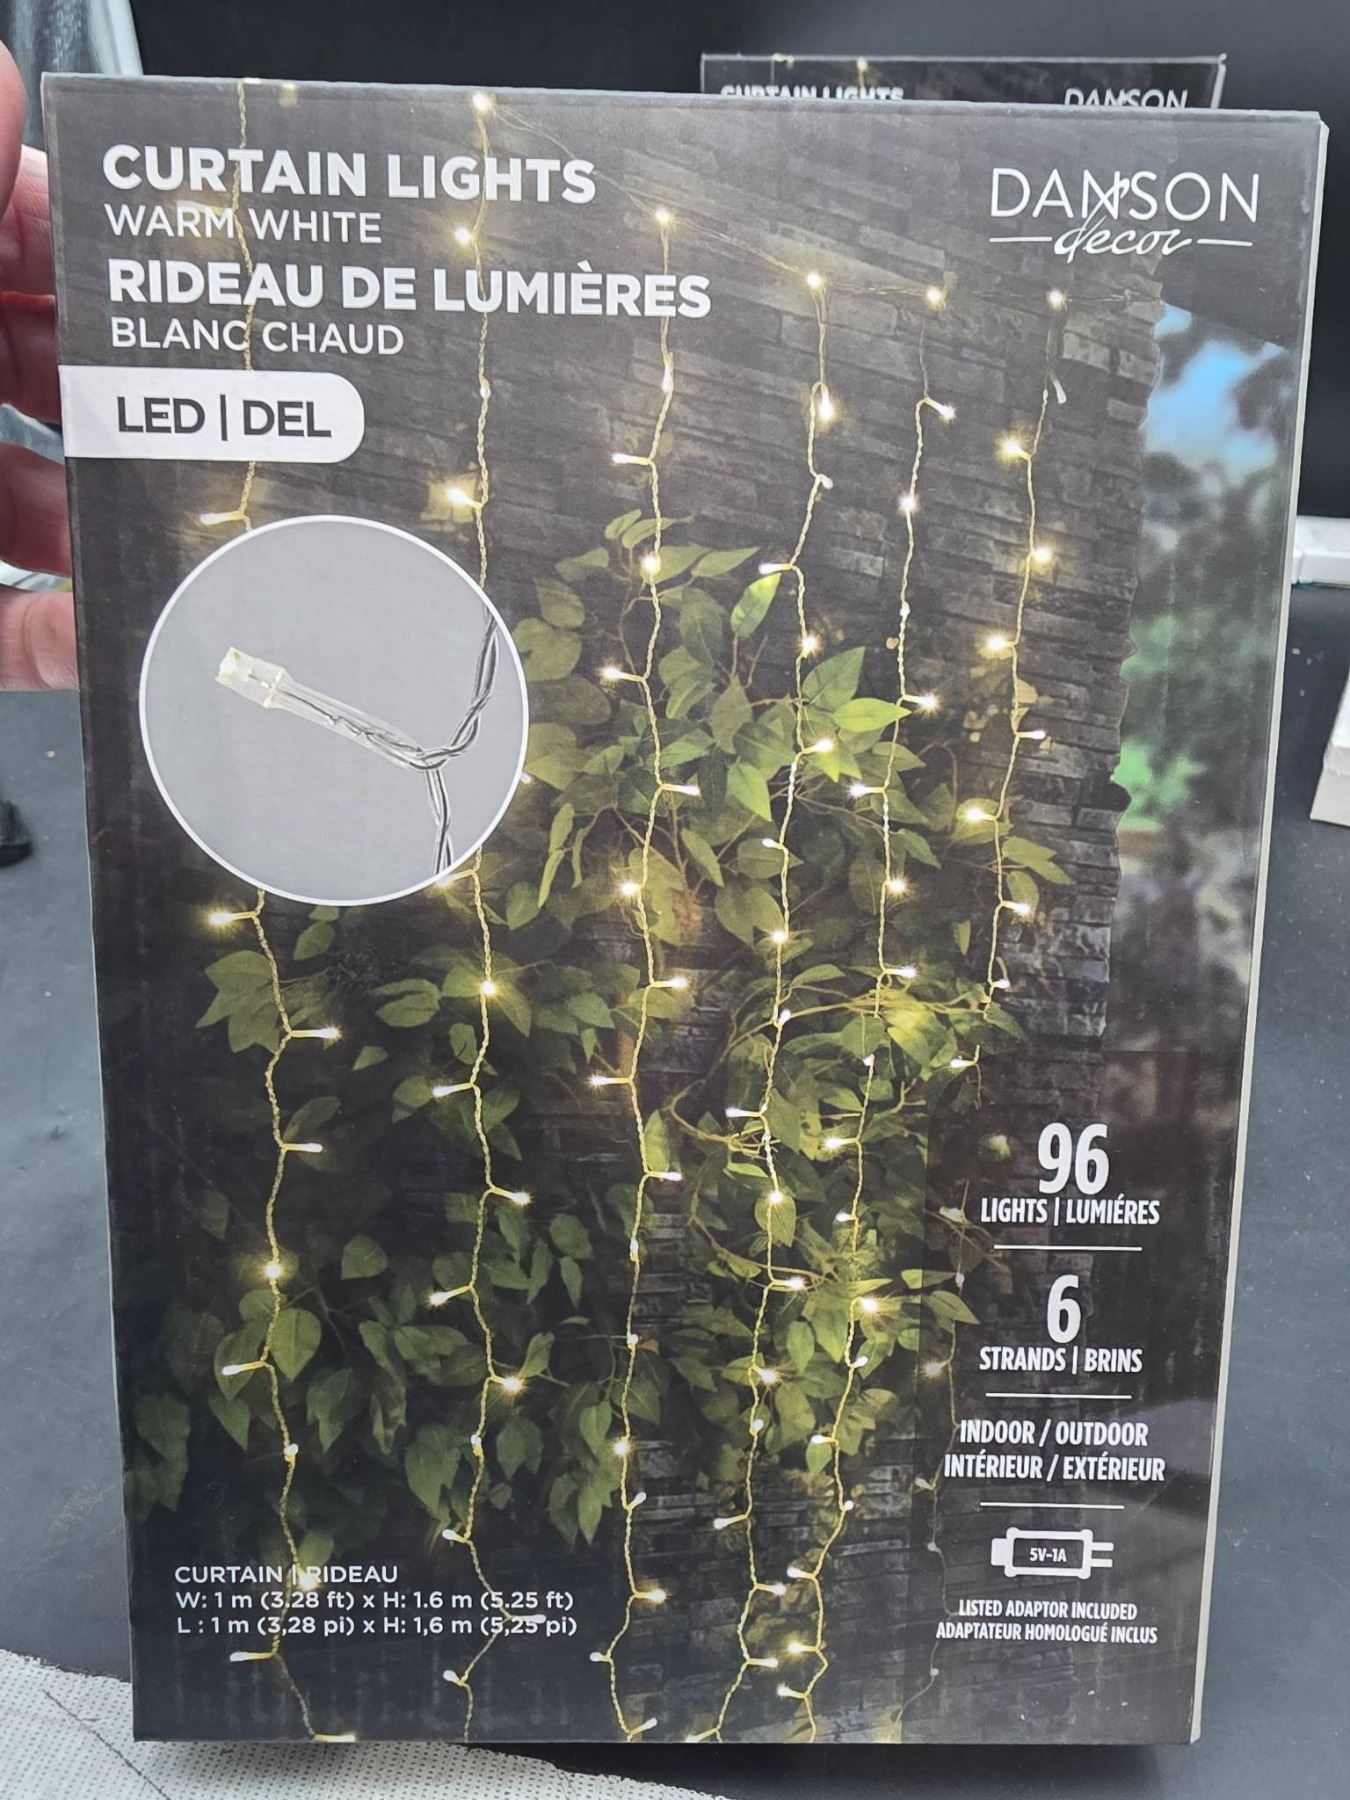 CURTAIN LIGHTS DANSON
CURTAIN LIGHTS
WARM WHITE
RIDEAU DE LUMIÈRES
BLANC CHAUD
LED | DEL
DANSON
decor
96
LIGHTS | LUMIÉRES
6
STRANDS | BRINS
INDOOR / OUTDOOR
INTÉRIEUR / EXTÉRIEUR
5V-1A
LISTED ADAPTOR INCLUDED
ADAPTATEUR HOMOLOGUÉ INCLUS
CURTAIN | RIDEAU
W: 1 m (3.28 ft) x H: 1.6 m (5.25 ft)
L : 1 m (3,28 pi) x H: 1,6 m (5,25 pi)